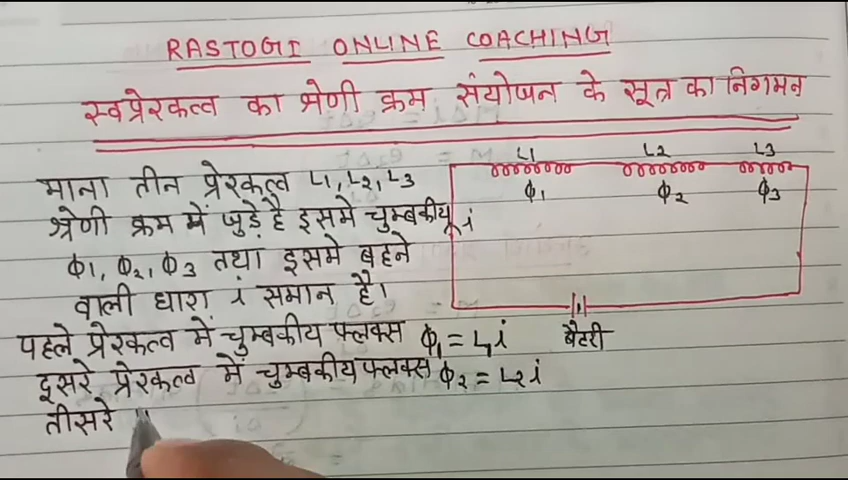 RASTOGI ONLINE COACHING
स्वप्रेरकत्व का श्रेणी क्रम संयोजन के सूत्र का निगमन
माना तीन प्रेरकत्व L1, L2, L3
श्रेणी क्रम में जुड़े है इसमे चुम्बकीय
Φ1, Φ2, Φ3 तथा इसमे बहने
वाली धारा i समान है।
L1 L2 L3
Φ1 Φ2 Φ3
i
बैटरी
पहले प्रेरकत्व में चुम्बकीय फ्लक्स Φ1 = L1i
दूसरे प्रेरकत्व में चुम्बकीय फ्लक्स Φ2 = L2i
तीसरे